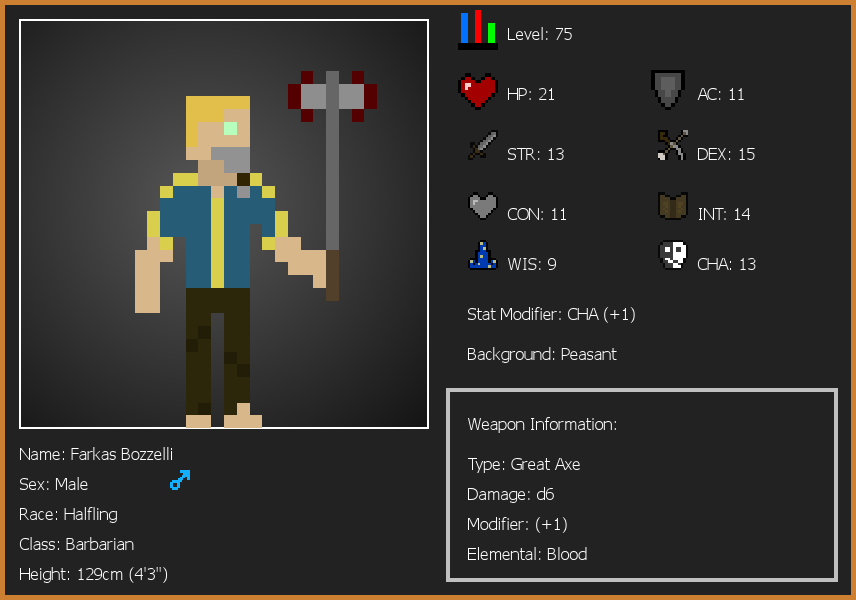 Level: 75
HP: 21
AC: 11
STR: 13
DEX: 15
CON: 11
INT: 14
WIS: 9
CHA: 13
Stat Modifier: CHA (+1)
Background: Peasant
Weapon Information:
Type: Great Axe
Damage: d6
Modifier: (+1)
Elemental: Blood
Name: Farkas Bozzelli
Sex: Male
Race: Halfling
Class: Barbarian
Height: 129cm (4'3")